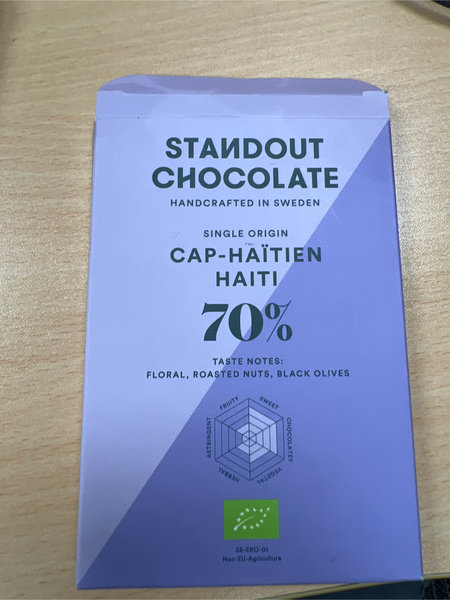 STANDOUT
CHOCOLATE
HANDCRAFTED IN SWEDEN
SINGLE ORIGIN
CAP-HAÏTIEN
HAITI
70%
TASTE NOTES:
FLORAL, ROASTED NUTS, BLACK OLIVES
FRUITY
SWEET
ASTRINGENT
CHOCOLATEY
HERBAL
VEGETAL
SE-EKO-01
Non-EU-Agriculture